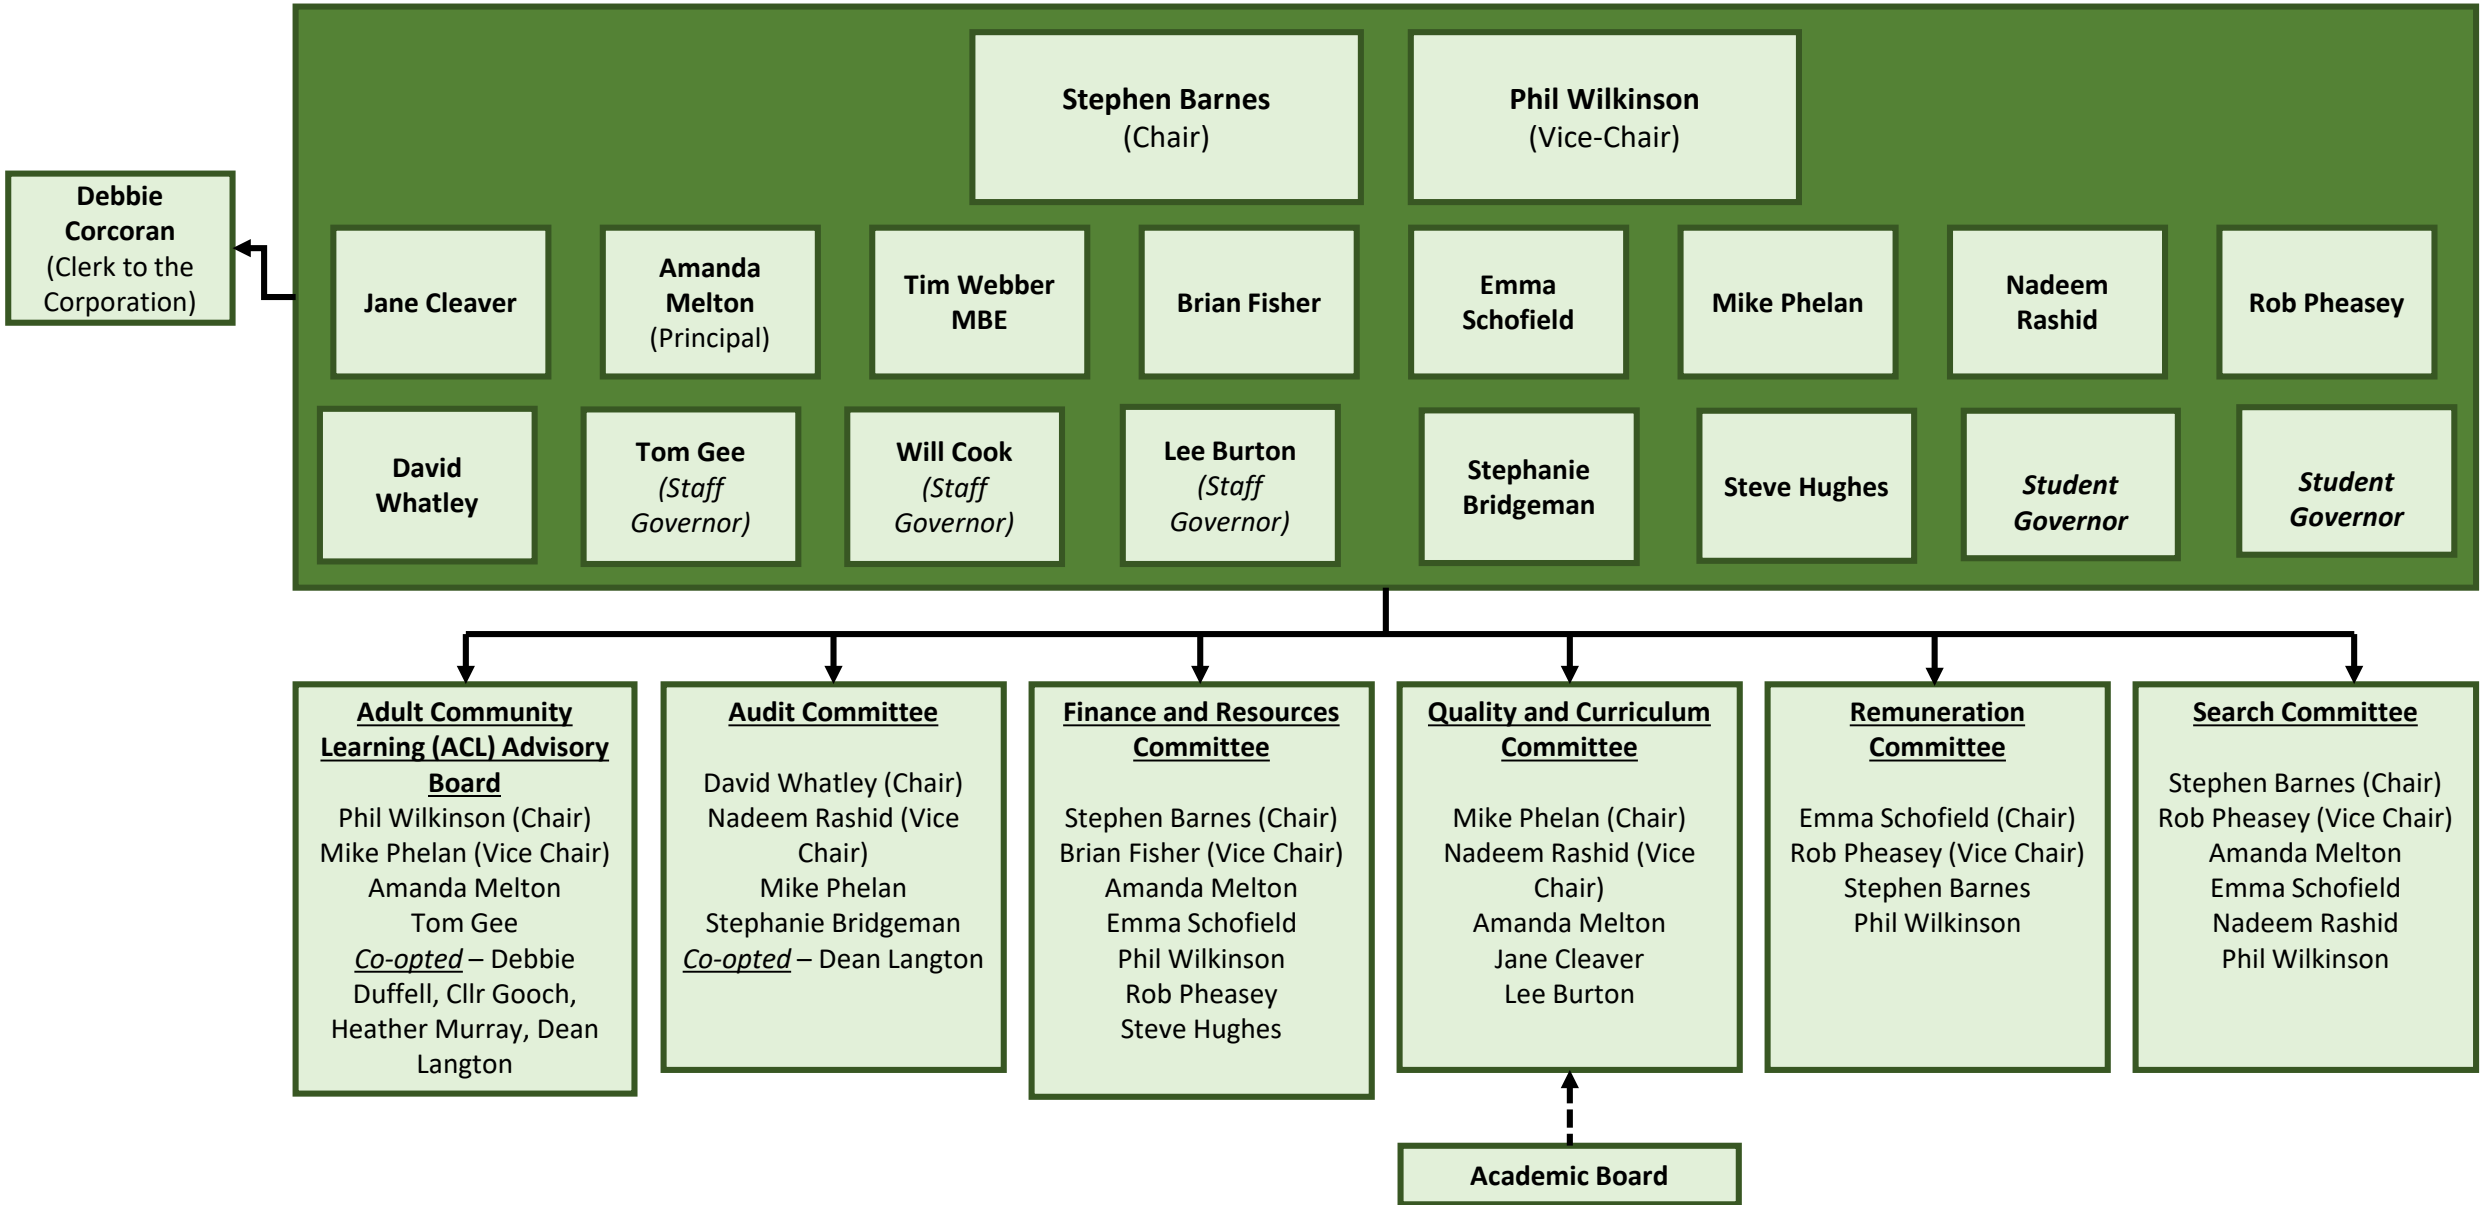 Stephen Barnes
(Chair)
Phil Wilkinson
(Vice-Chair)
Debbie
Corcoran
(Clerk to the
Corporation)
Jane Cleaver
Amanda
Melton
(Principal)
Tim Webber
MBE
Brian Fisher
Emma
Schofield
Mike Phelan
Nadeem
Rashid
Rob Pheasey
David
Whatley
Tom Gee
(Staff
Governor)
Will Cook
(Staff
Governor)
Lee Burton
(Staff
Governor)
Stephanie
Bridgeman
Steve Hughes
Student
Governor
Student
Governor
Adult Community
Learning (ACL) Advisory
Board
Phil Wilkinson (Chair)
Mike Phelan (Vice Chair)
Amanda Melton
Tom Gee
Co-opted – Debbie
Duffell, Cllr Gooch,
Heather Murray, Dean
Langton
Audit Committee
David Whatley (Chair)
Nadeem Rashid (Vice
Chair)
Mike Phelan
Stephanie Bridgeman
Co-opted – Dean Langton
Finance and Resources
Committee
Stephen Barnes (Chair)
Brian Fisher (Vice Chair)
Amanda Melton
Emma Schofield
Phil Wilkinson
Rob Pheasey
Steve Hughes
Quality and Curriculum
Committee
Mike Phelan (Chair)
Nadeem Rashid (Vice
Chair)
Amanda Melton
Jane Cleaver
Lee Burton
Remuneration
Committee
Emma Schofield (Chair)
Rob Pheasey (Vice Chair)
Stephen Barnes
Phil Wilkinson
Search Committee
Stephen Barnes (Chair)
Rob Pheasey (Vice Chair)
Amanda Melton
Emma Schofield
Nadeem Rashid
Phil Wilkinson
Academic Board